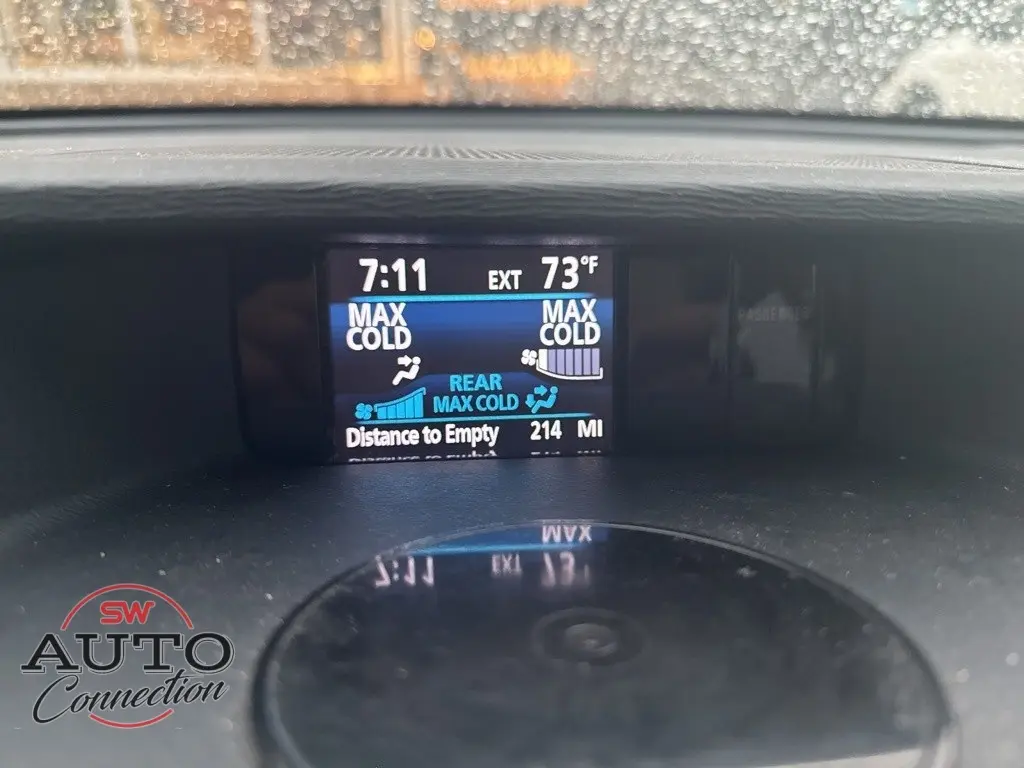 7:11 EXT 73°F
MAX COLD MAX COLD
REAR
MAX COLD
Distance to Empty 214 MI
SW
AUTO
Connection